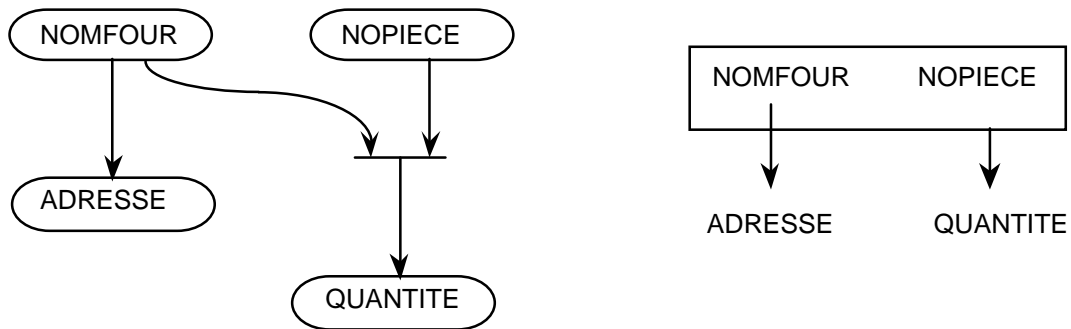 NOMFOUR
NOPIECE
ADRESSE
QUANTITE
NOMFOUR NOPIECE
ADRESSE QUANTITE